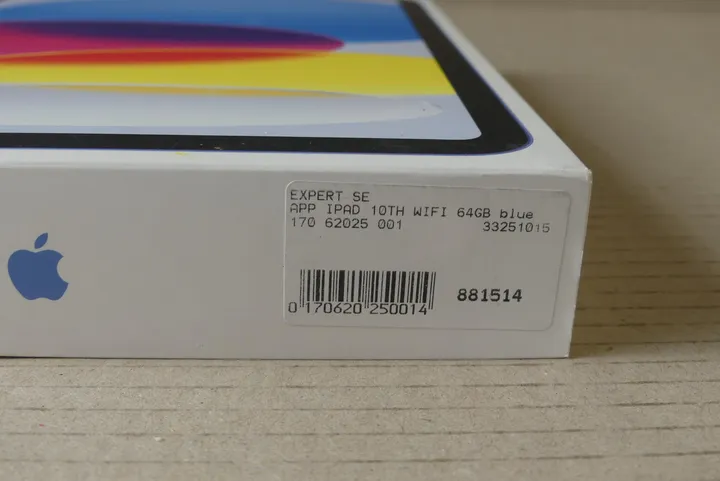 EXPERT SE
APP IPAD 10TH WIFI 64GB blue
170 62025 001 33251015
881514
0 170620 250014